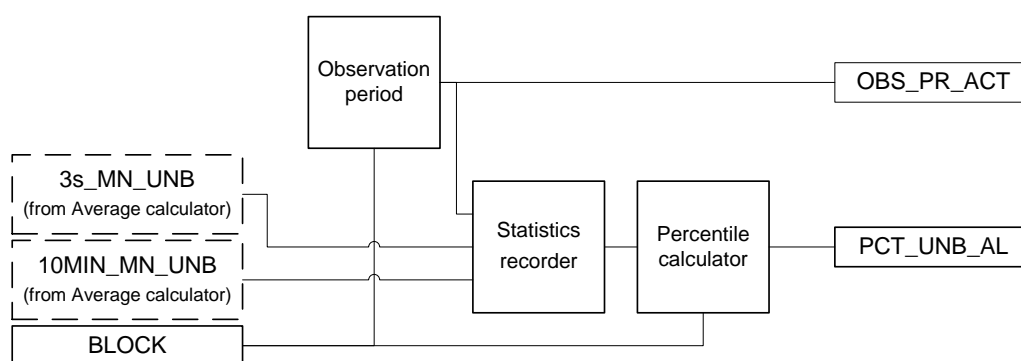 Observation
period
OBS_PR_ACT
3s_MN_UNB
(from Average calculator)
10MIN_MN_UNB
(from Average calculator)
BLOCK
Statistics
recorder
Percentile
calculator
PCT_UNB_AL